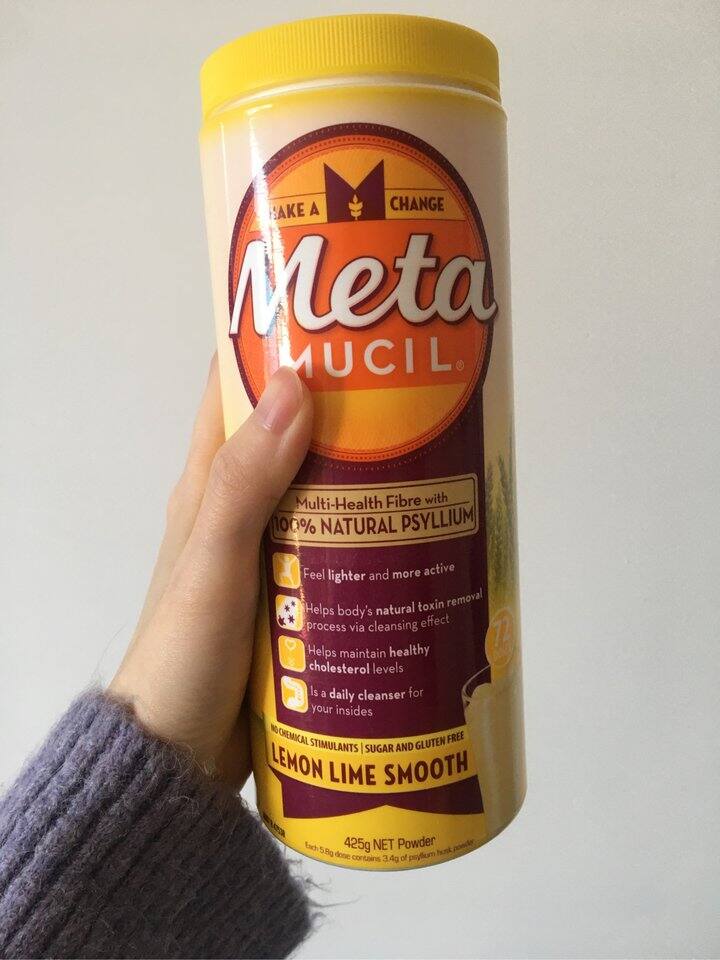 MAKE A M CHANGE
Meta
MUCIL®
Multi-Health Fibre with
100% NATURAL PSYLLIUM
Feel lighter and more active
Helps body's natural toxin removal
process via cleansing effect
Helps maintain healthy
cholesterol levels
Is a daily cleanser for
your insides
72
NO CHEMICAL STIMULANTS | SUGAR AND GLUTEN FREE
LEMON LIME SMOOTH
425g NET Powder
Each 5.8g dose contains 3.4g of psyllium husk powder